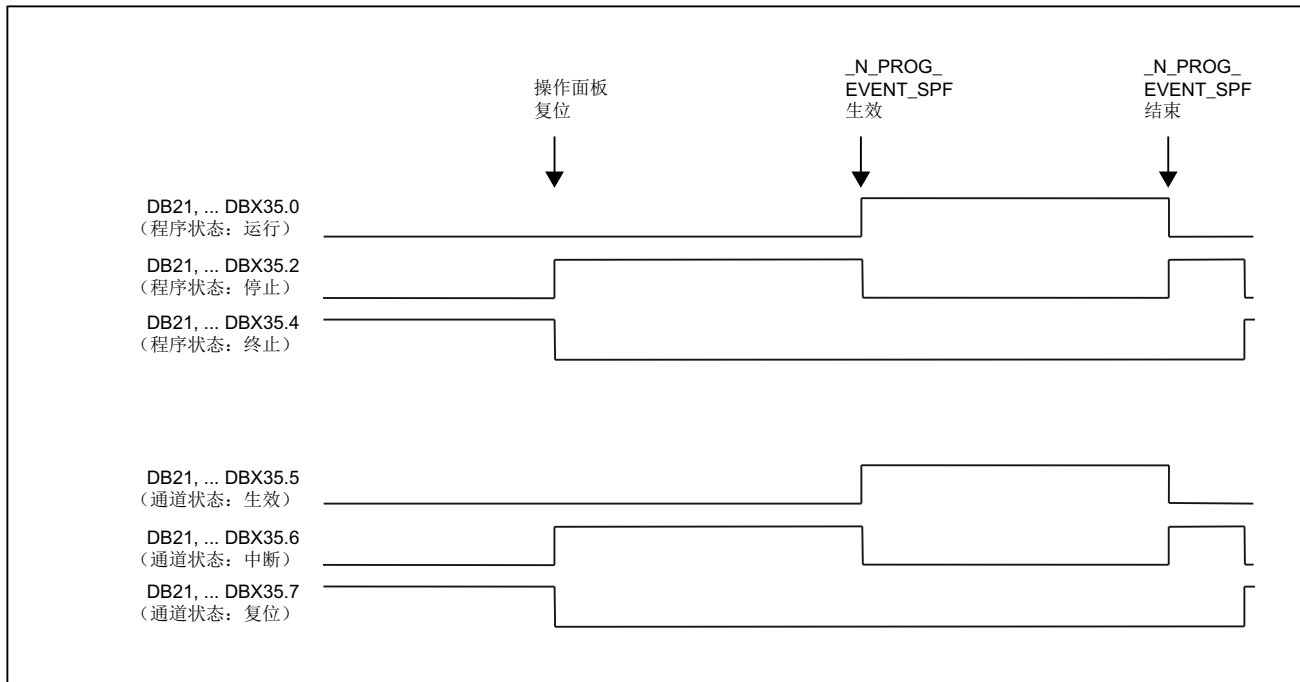 操作面板
复位
_N_PROG_
EVENT_SPF
生效
_N_PROG_
EVENT_SPF
结束
DB21, ... DBX35.0
（程序状态：运行）
DB21, ... DBX35.2
（程序状态：停止）
DB21, ... DBX35.4
（程序状态：终止）
DB21, ... DBX35.5
（通道状态：生效）
DB21, ... DBX35.6
（通道状态：中断）
DB21, ... DBX35.7
（通道状态：复位）